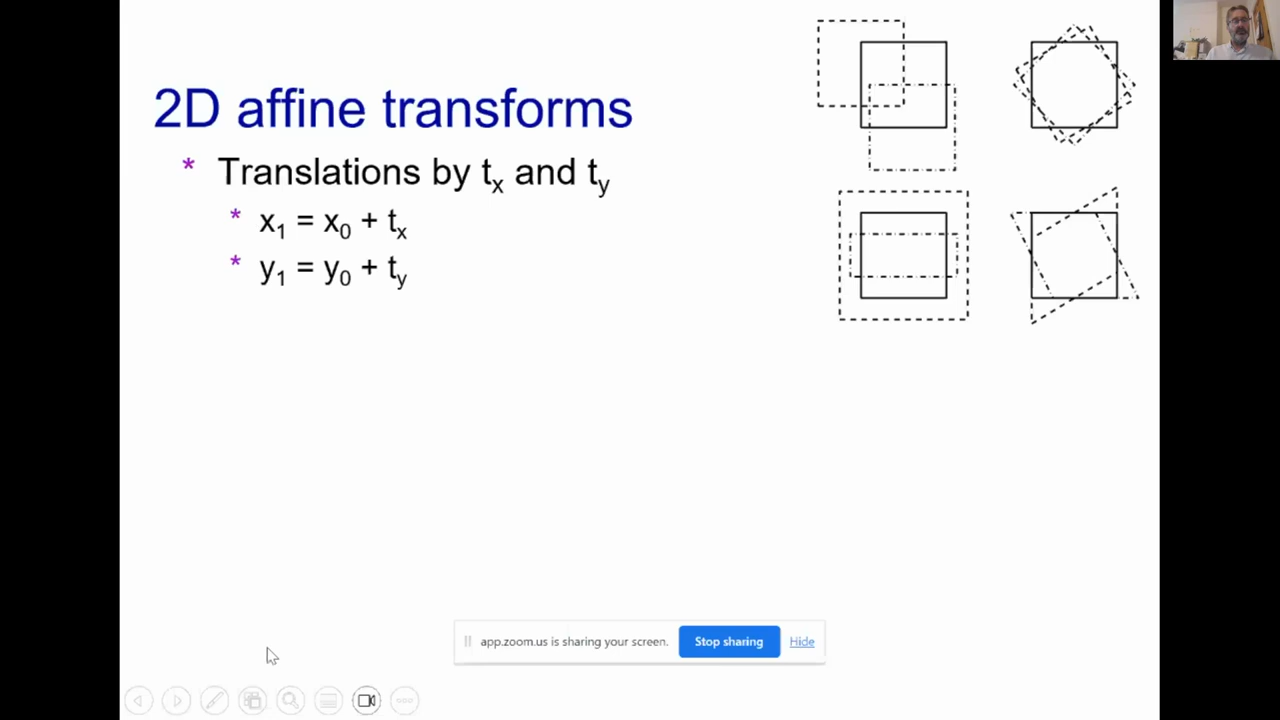 2D affine transforms
* Translations by tx and ty
* x1 = x0 + tx
* y1 = y0 + ty
app.zoom.us is sharing your screen. Stop sharing Hide